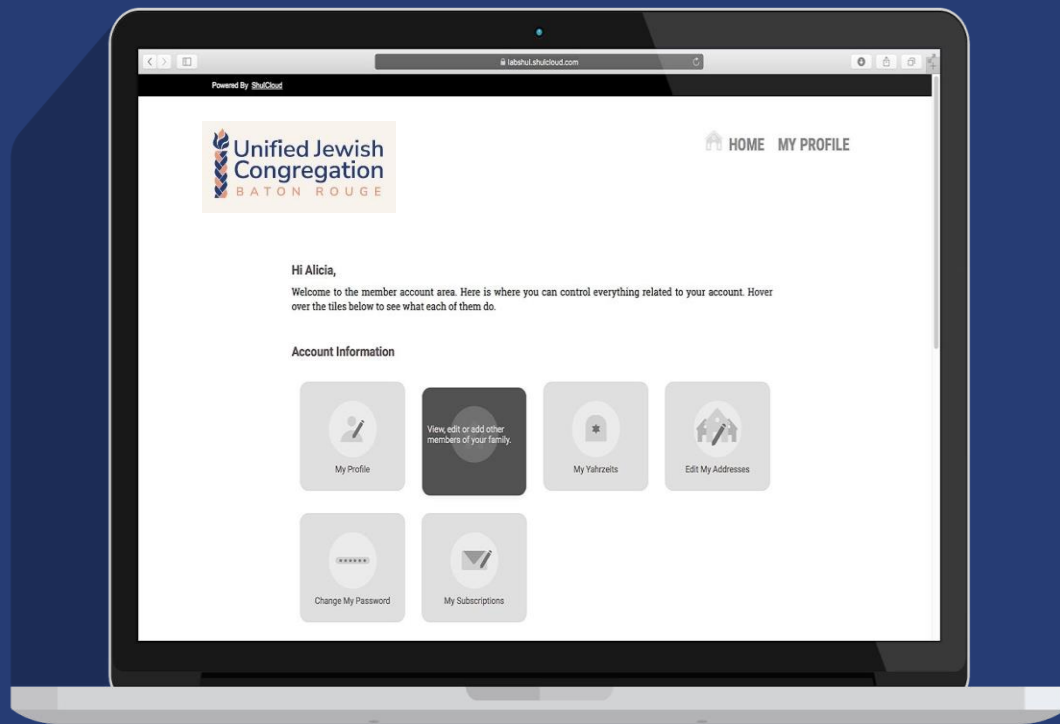 labshul.shulcloud.com
Powered By ShulCloud
Unified Jewish
Congregation
BATON ROUGE
HOME MY PROFILE
Hi Alicia,
Welcome to the member account area. Here is where you can control everything related to your account. Hover
over the tiles below to see what each of them do.
Account Information
My Profile
View, edit or add other
members of your family.
My Yahrzeits
Edit My Addresses
Change My Password
My Subscriptions